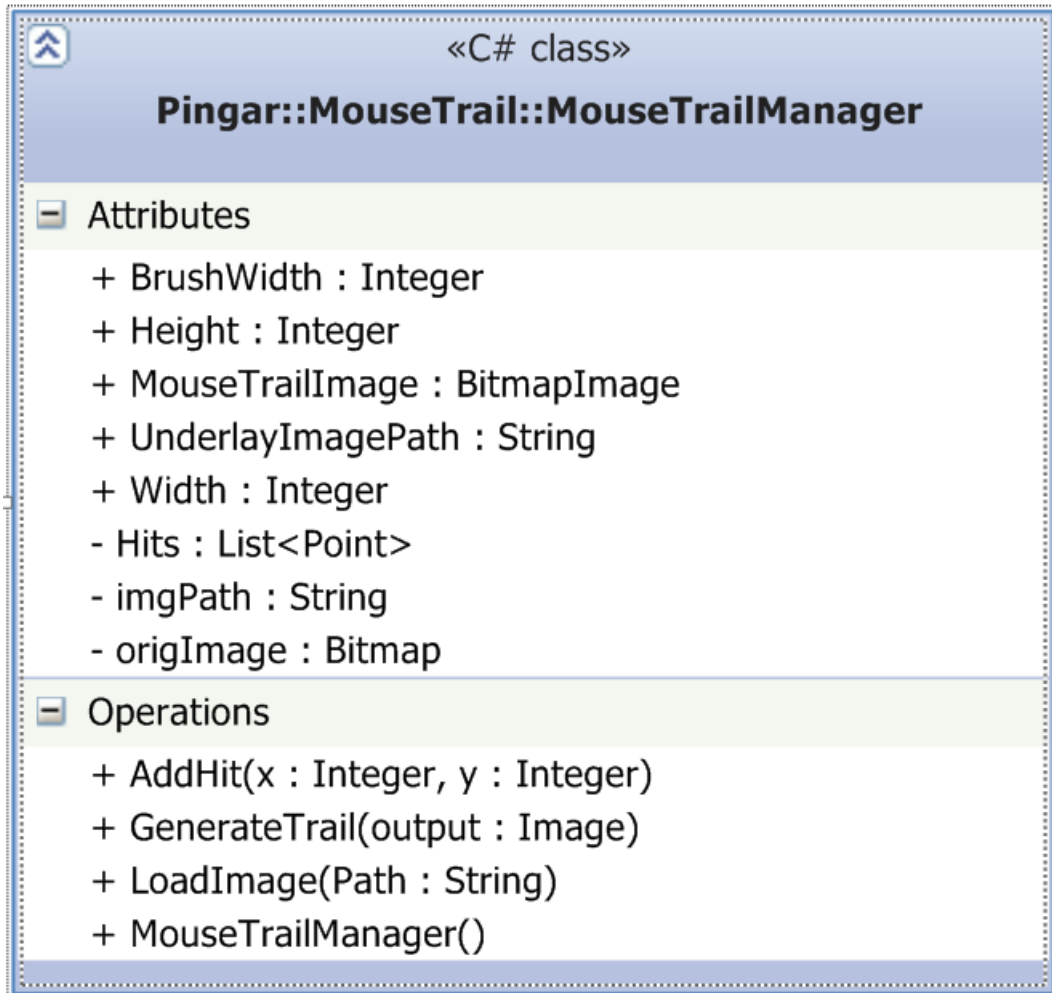 «C# class»
Pingar::MouseTrail::MouseTrailManager
Attributes
+ BrushWidth : Integer
+ Height : Integer
+ MouseTrailImage : BitmapImage
+ UnderlayImagePath : String
+ Width : Integer
- Hits : List<Point>
- imgPath : String
- origImage : Bitmap
Operations
+ AddHit(x : Integer, y : Integer)
+ GenerateTrail(output : Image)
+ LoadImage(Path : String)
+ MouseTrailManager()